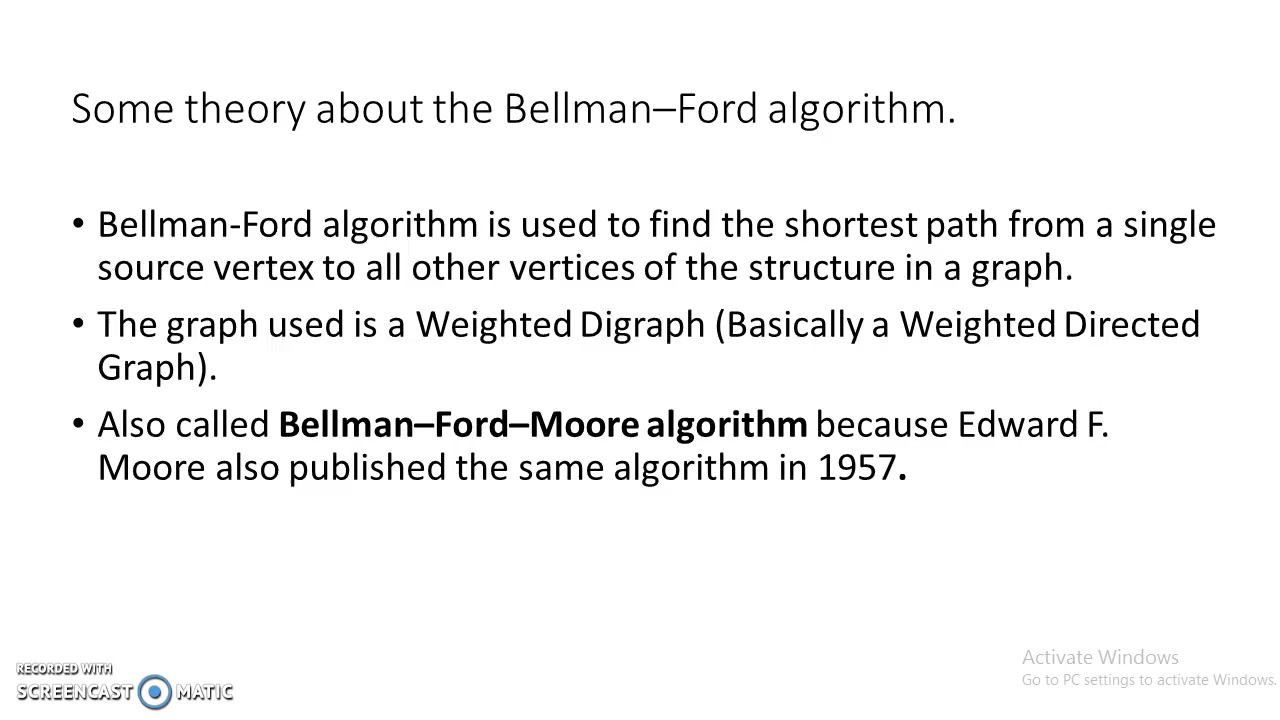 Some theory about the Bellman–Ford algorithm.
• Bellman-Ford algorithm is used to find the shortest path from a single
source vertex to all other vertices of the structure in a graph.
• The graph used is a Weighted Digraph (Basically a Weighted Directed
Graph).
• Also called Bellman–Ford–Moore algorithm because Edward F.
Moore also published the same algorithm in 1957.
RECORDED WITH
SCREENCAST MATIC
Activate Windows
Go to PC settings to activate Windows.